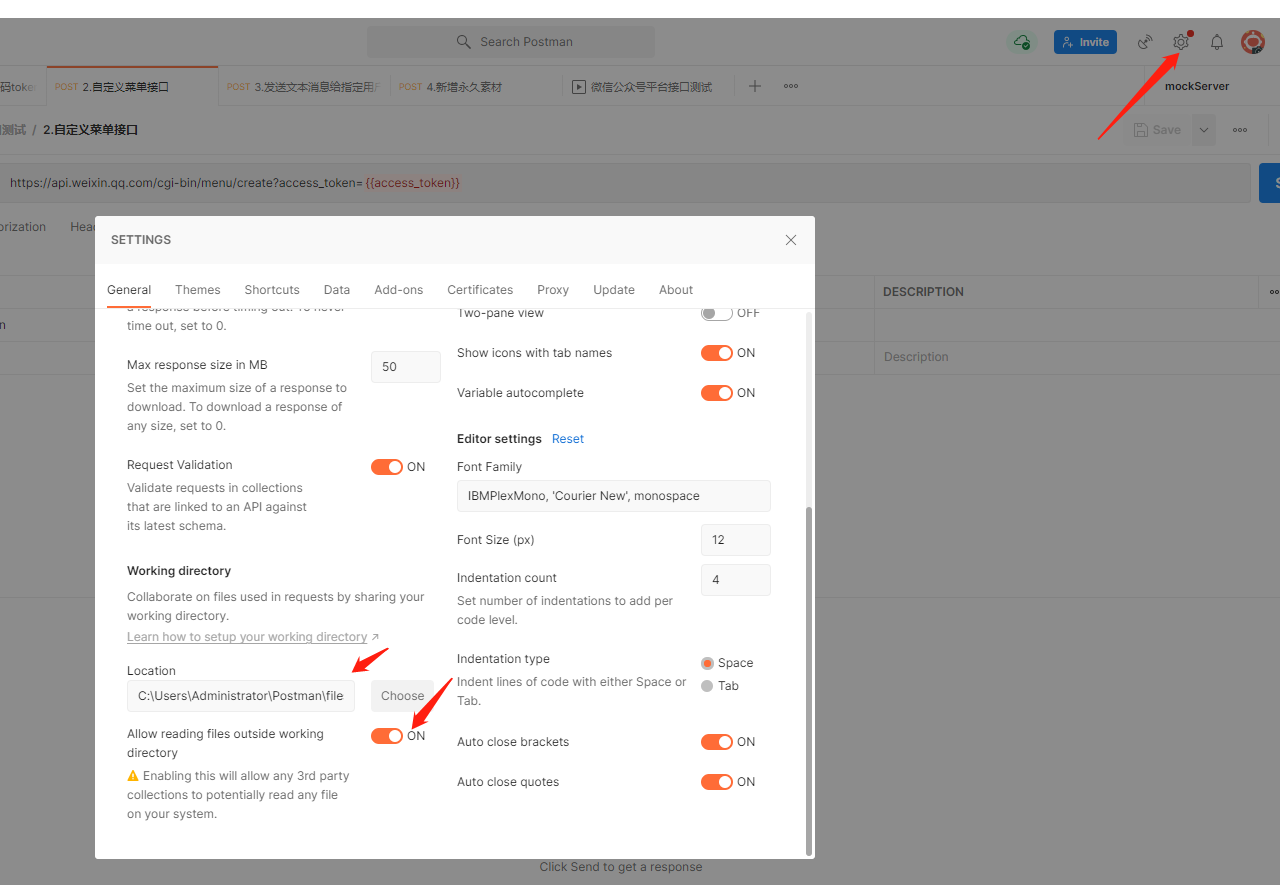 Search Postman
Invite
码toke
POST 2.自定义菜单接口
POST 3.发送文本消息给指定用户
POST 4.新增永久素材
微信公众号平台接口测试
mockServer
测试 / 2.自定义菜单接口
Save
https://api.weixin.qq.com/cgi-bin/menu/create?access_token={{access_token}}
S
orization
Head
SETTINGS
General
Themes
Shortcuts
Data
Add-ons
Certificates
Proxy
Update
About
DESCRIPTION
n
Description
a response before timing out. To never
time out, set to 0.
Max response size in MB
50
Set the maximum size of a response to
download. To download a response of
any size, set to 0.
Request Validation
ON
Validate requests in collections
that are linked to an API against
its latest schema.
Working directory
Collaborate on files used in requests by sharing your
working directory.
Learn how to setup your working directory
Location
C:\Users\Administrator\Postman\file
Choose
Allow reading files outside working
directory
ON
Enabling this will allow any 3rd party
collections to potentially read any file
on your system.
Two-pane view
OFF
Show icons with tab names
ON
Variable autocomplete
ON
Editor settings
Reset
Font Family
IBMPlexMono, 'Courier New', monospace
Font Size (px)
12
Indentation count
4
Set number of indentations to add per
code level.
Indentation type
Space
Indent lines of code with either Space or
Tab.
Tab
Auto close brackets
ON
Auto close quotes
ON
Click Send to get a response